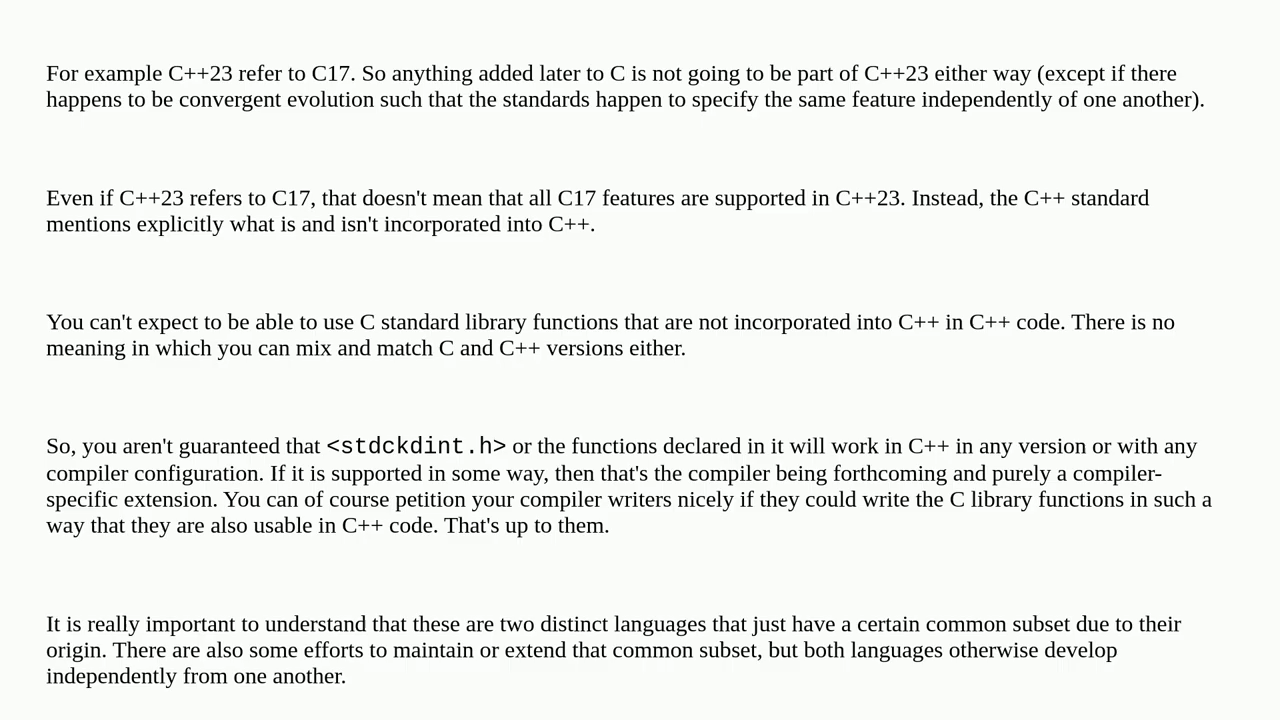 For example C++23 refer to C17. So anything added later to C is not going to be part of C++23 either way (except if there
happens to be convergent evolution such that the standards happen to specify the same feature independently of one another).
Even if C++23 refers to C17, that doesn't mean that all C17 features are supported in C++23. Instead, the C++ standard
mentions explicitly what is and isn't incorporated into C++.
You can't expect to be able to use C standard library functions that are not incorporated into C++ in C++ code. There is no
meaning in which you can mix and match C and C++ versions either.
So, you aren't guaranteed that <stdckdint.h> or the functions declared in it will work in C++ in any version or with any
compiler configuration. If it is supported in some way, then that's the compiler being forthcoming and purely a compiler-
specific extension. You can of course petition your compiler writers nicely if they could write the C library functions in such a
way that they are also usable in C++ code. That's up to them.
It is really important to understand that these are two distinct languages that just have a certain common subset due to their
origin. There are also some efforts to maintain or extend that common subset, but both languages otherwise develop
independently from one another.